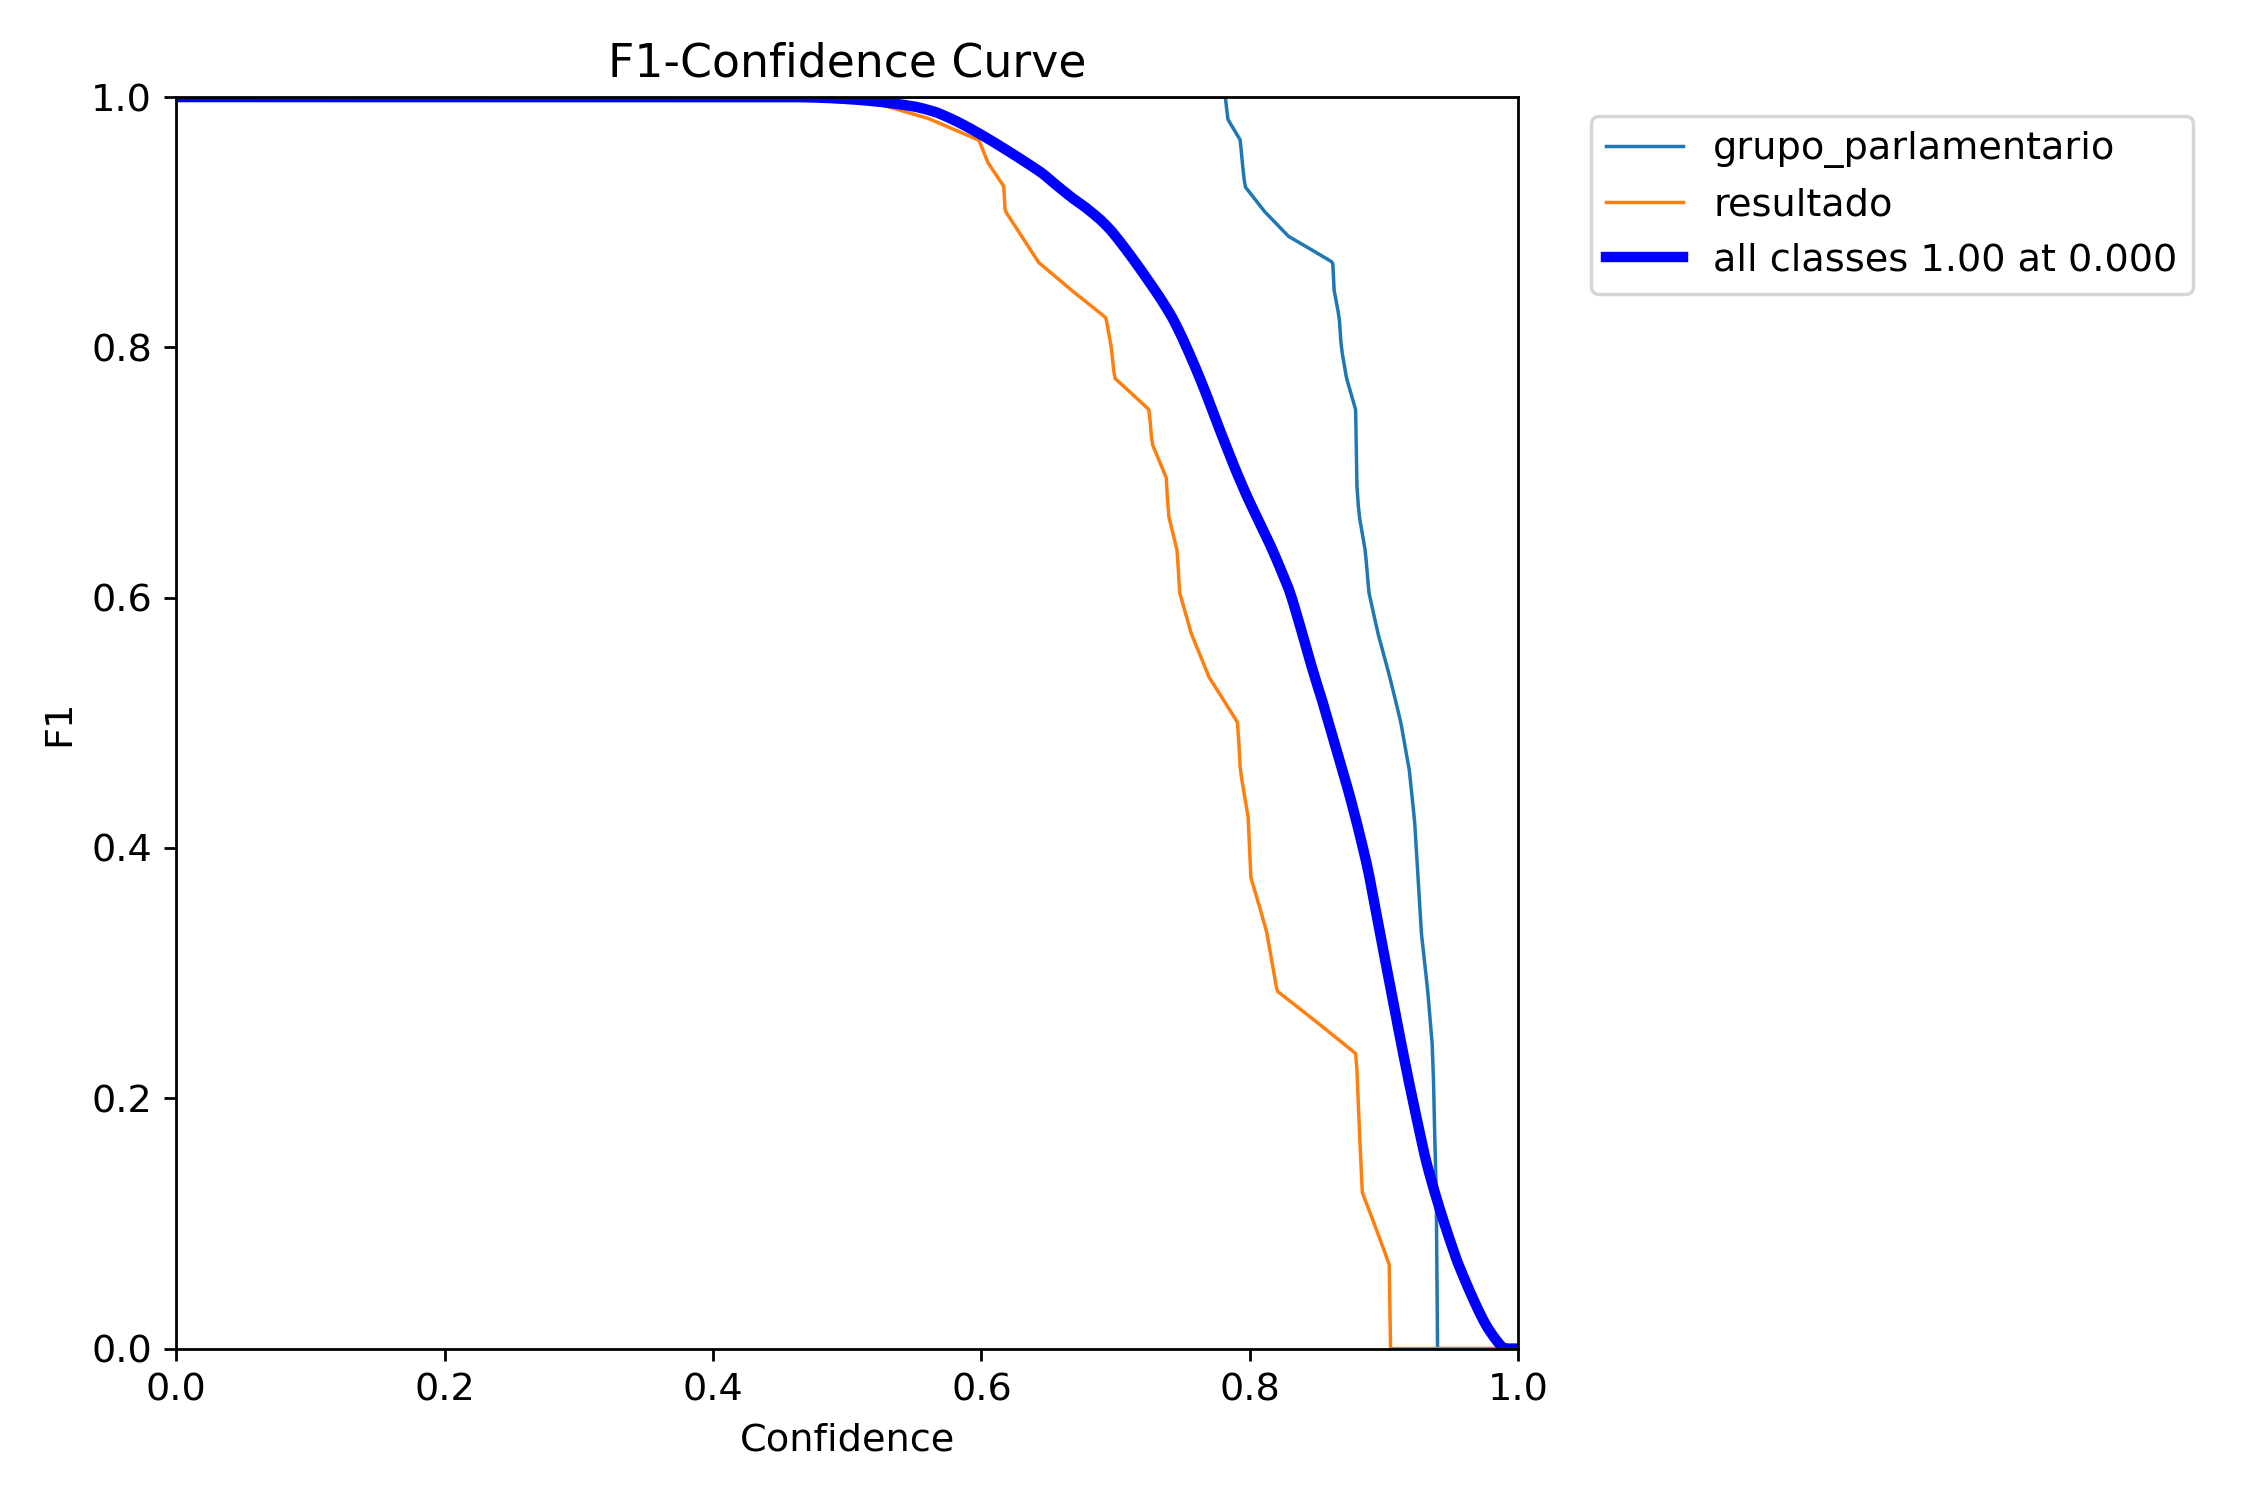 F1-Confidence Curve
grupo_parlamentario
resultado
all classes 1.00 at 0.000
F1
1.0
0.8
0.6
0.4
0.2
0.0
0.0 0.2 0.4 0.6 0.8 1.0
Confidence